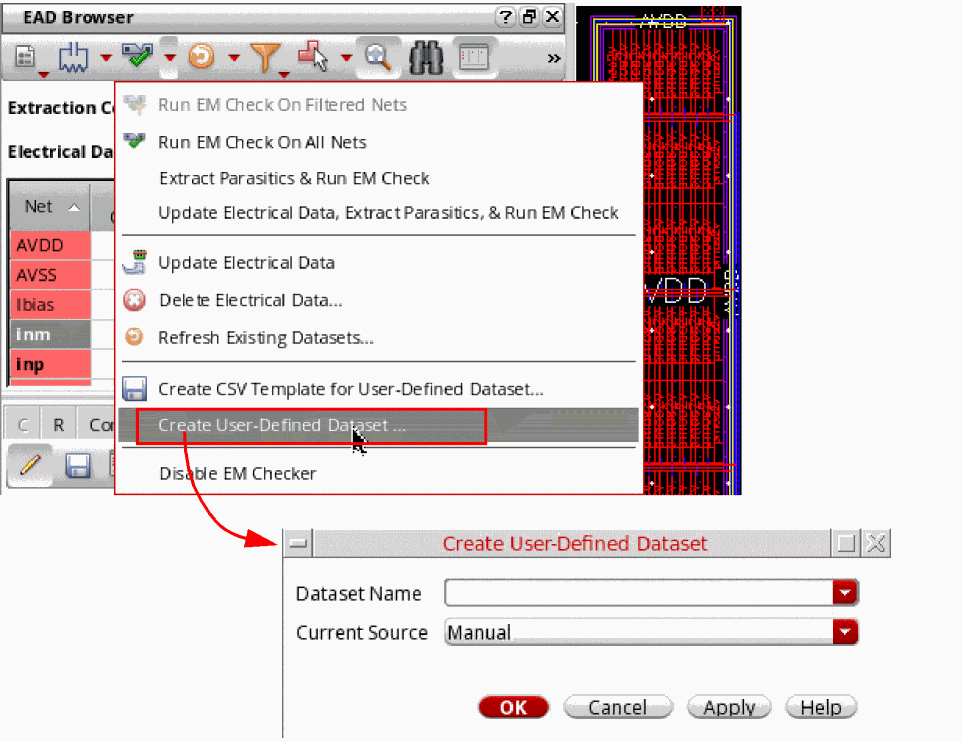 EAD Browser
AVDD
»
Extraction Co
Electrical Da
Run EM Check On Filtered Nets
Run EM Check On All Nets
Extract Parasitics & Run EM Check
Update Electrical Data, Extract Parasitics, & Run EM Check
Update Electrical Data
Delete Electrical Data...
Refresh Existing Datasets...
Create CSV Template for User-Defined Dataset...
Create User-Defined Dataset ...
Disable EM Checker
Net
AVDD
AVSS
Ibias
inm
inp
C R Cor
VDD
Create User-Defined Dataset
Dataset Name
Current Source Manual
OK Cancel Apply Help